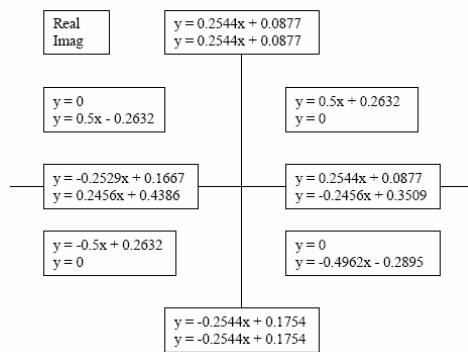 Real
Imag
y = 0.2544x + 0.0877
y = 0.2544x + 0.0877
y = 0
y = 0.5x - 0.2632
y = 0.5x + 0.2632
y = 0
y = -0.2529x + 0.1667
y = 0.2456x + 0.4386
y = 0.2544x + 0.0877
y = -0.2456x + 0.3509
y = -0.5x + 0.2632
y = 0
y = 0
y = -0.4962x - 0.2895
y = -0.2544x + 0.1754
y = -0.2544x + 0.1754